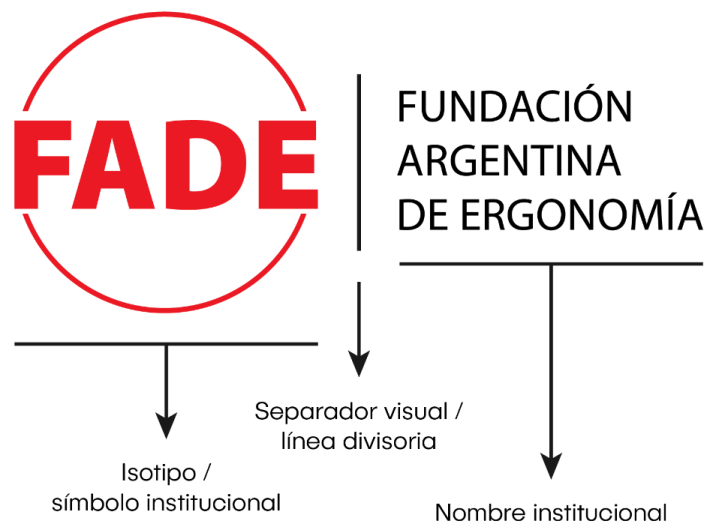 FADE
FUNDACIÓN
ARGENTINA
DE ERGONOMÍA
Separador visual /
línea divisoria
Isotipo /
símbolo institucional
Nombre institucional